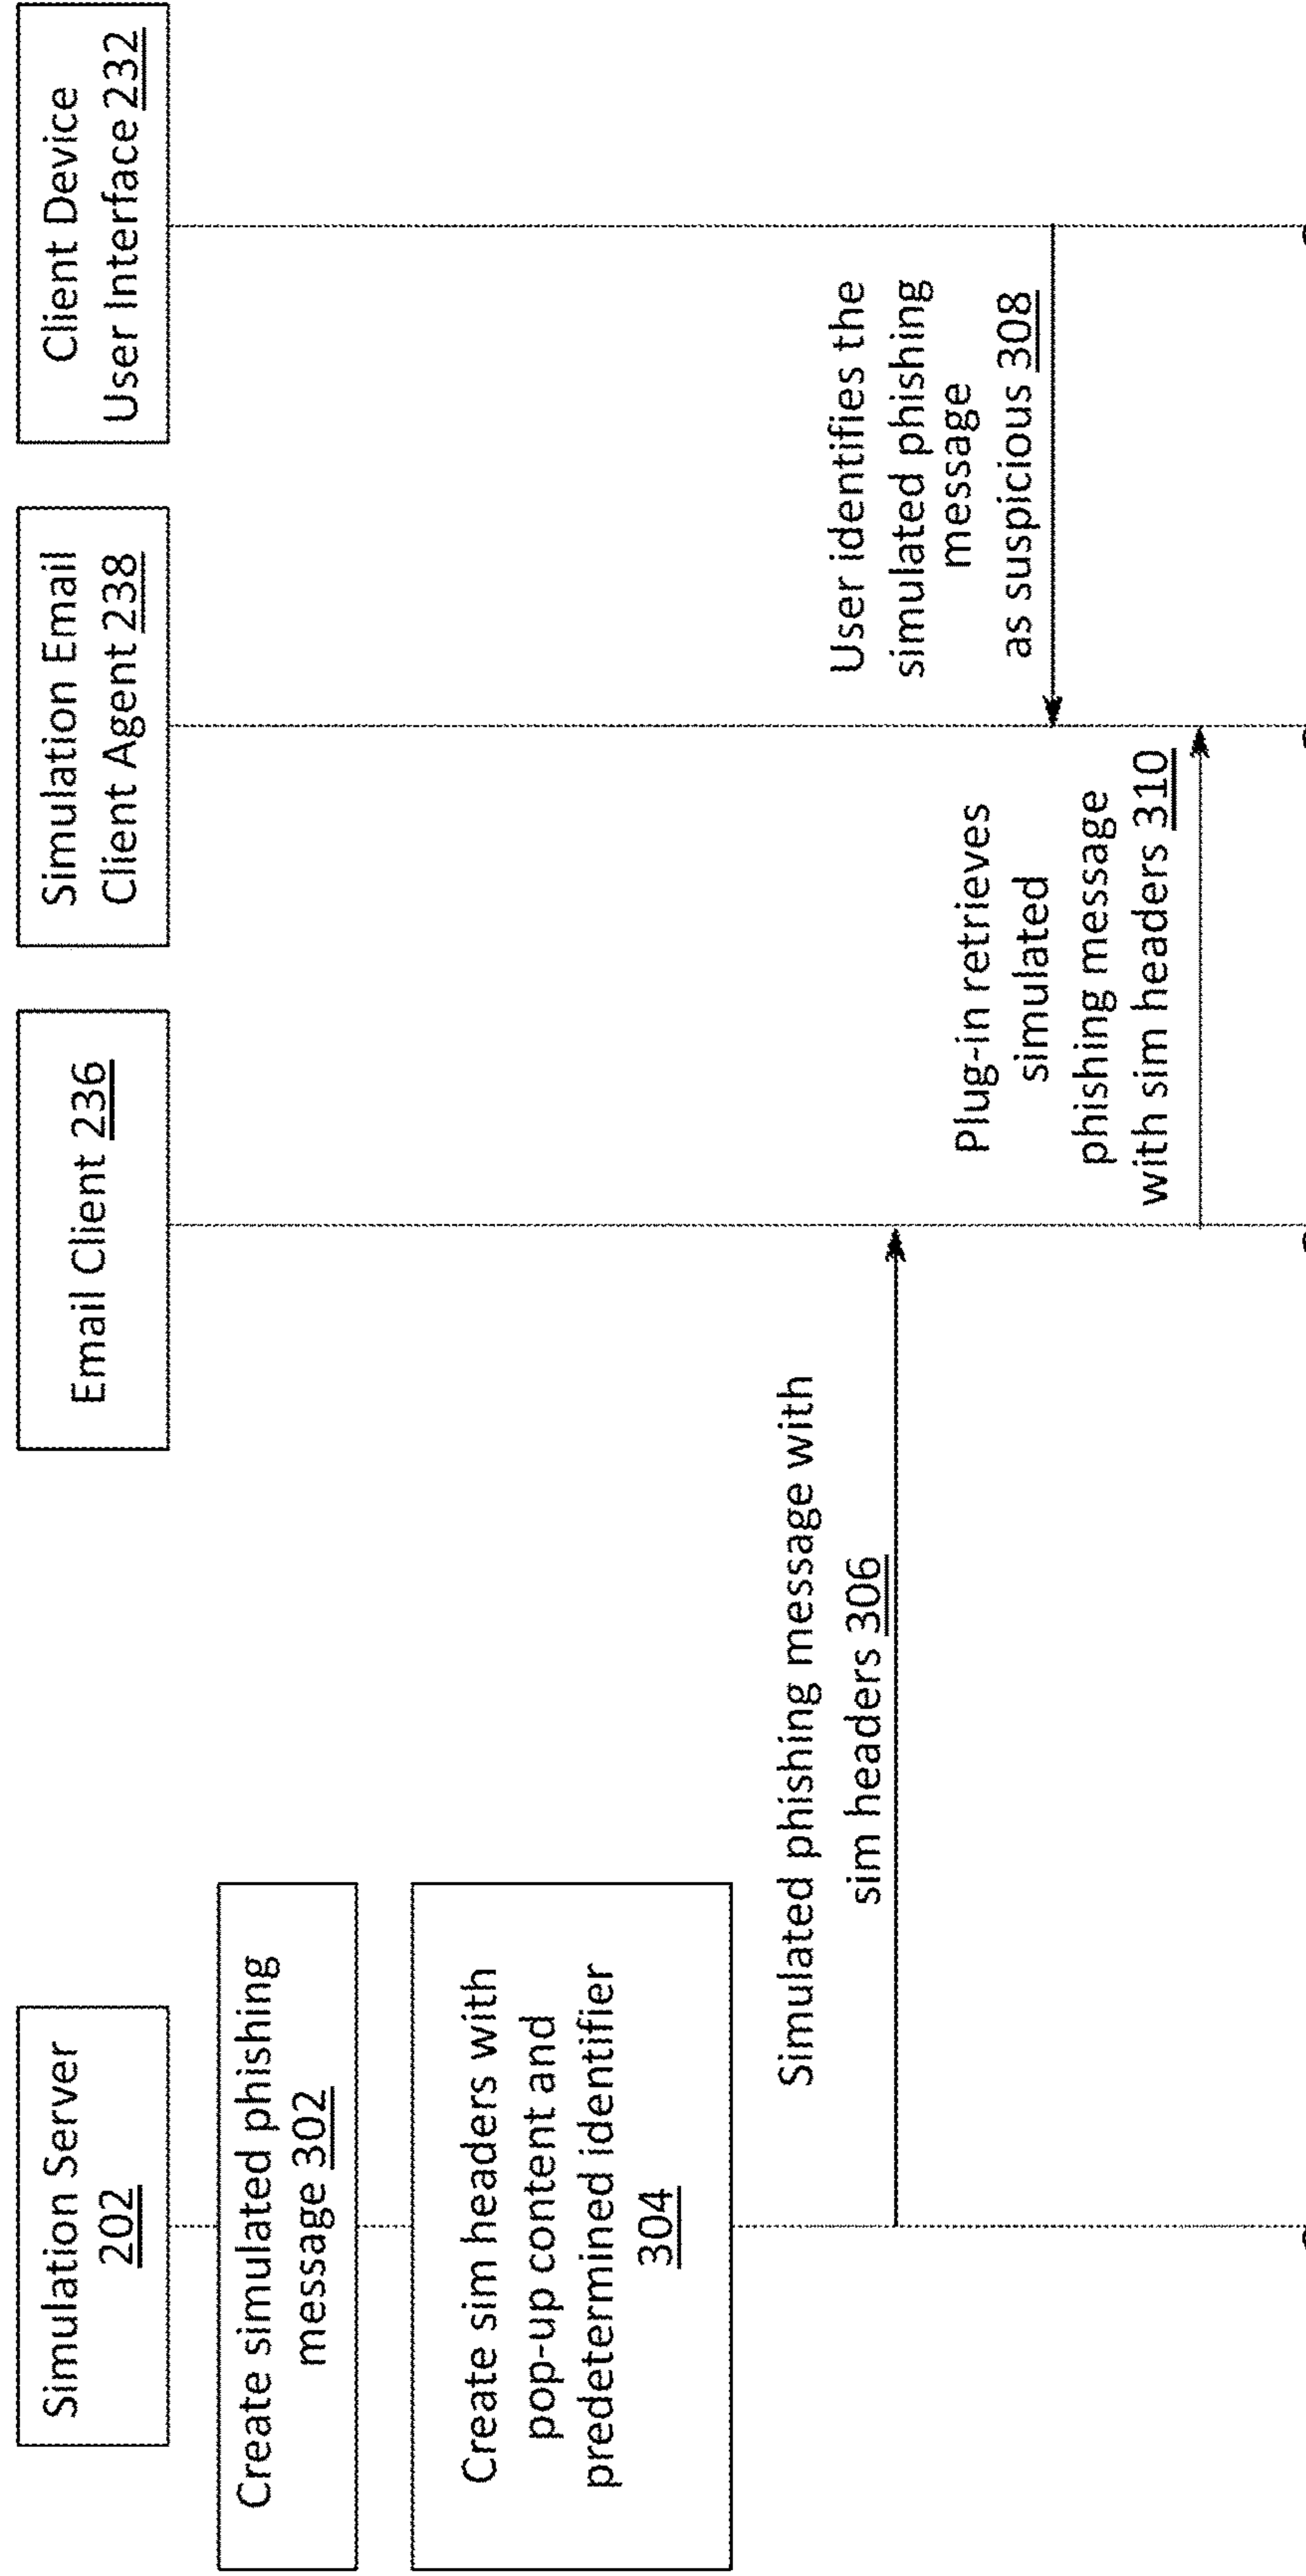 Simulation Server
202
Email Client 236
Simulation Email
Client Agent 238
Client Device
User Interface 232
Create simulated phishing
message 302
Create sim headers with
pop-up content and
predetermined identifier
304
Simulated phishing message with
sim headers 306
User identifies the
simulated phishing
message
as suspicious 308
Plug-in retrieves
simulated
phishing message
with sim headers 310